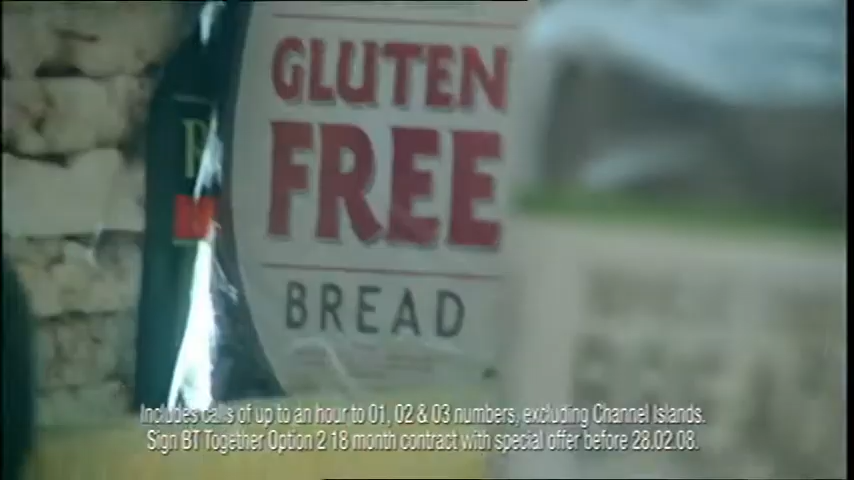 GLUTEN
FREE
BREAD
Includes calls of up to an hour to 01, 02 & 03 numbers, excluding Channel Islands.
Sign BT Together Option 2 18 month contract with special offer before 28.02.08.